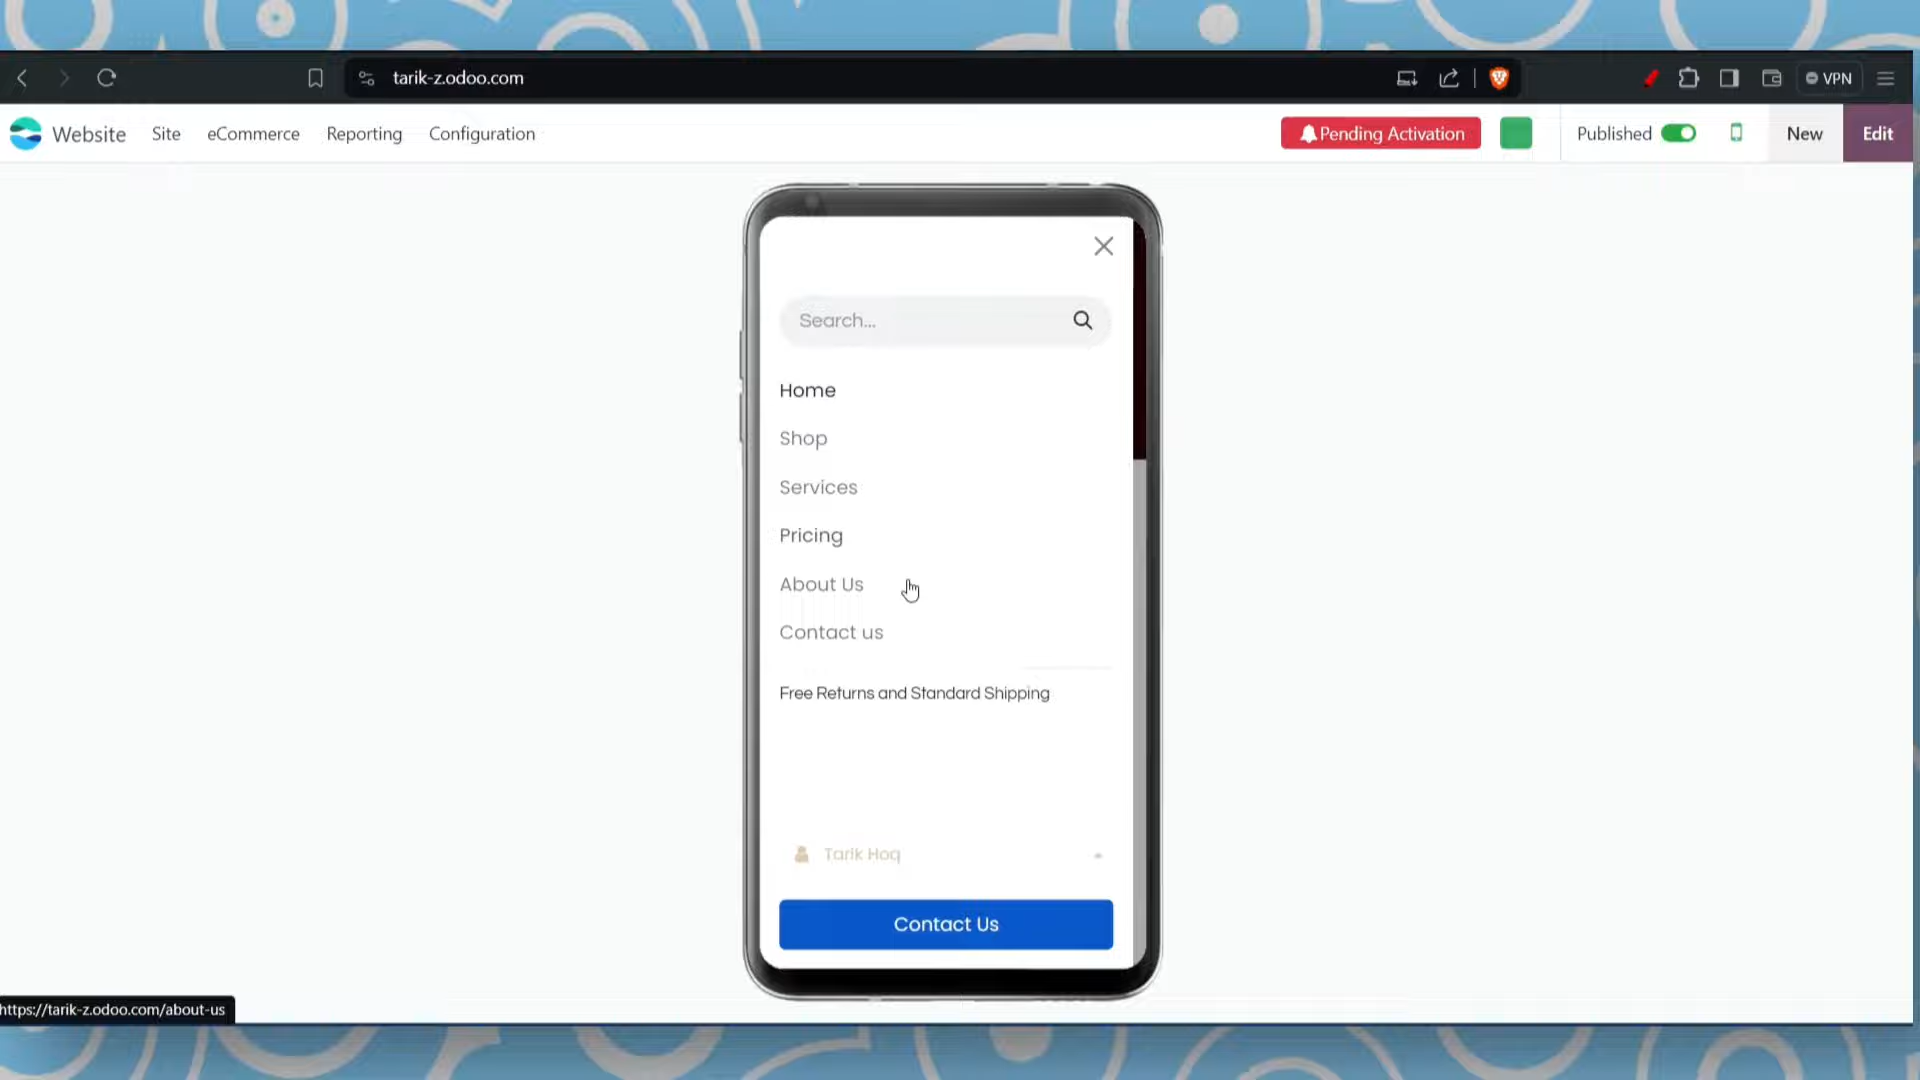 tarik-z.odoo.com
VPN
Website Site eCommerce Reporting Configuration Pending Activation Published New Edit
Search...
Home
Shop
Services
Pricing
About Us
Contact us
Free Returns and Standard Shipping
Tarik Hoq
Contact Us
https://tarik-z.odoo.com/about-us